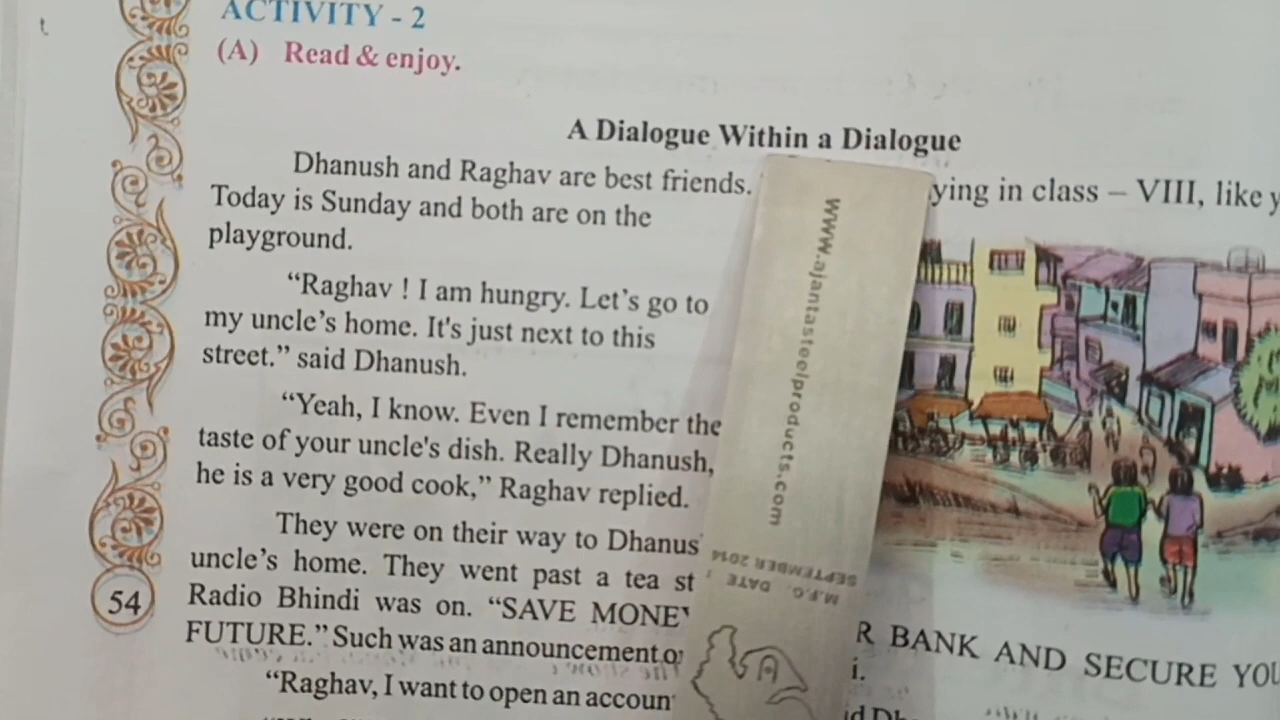 ACTIVITY - 2
(A) Read & enjoy.
A Dialogue Within a Dialogue
Dhanush and Raghav are best friends. ying in class – VIII, like y
Today is Sunday and both are on the
playground.
“Raghav ! I am hungry. Let’s go to
my uncle’s home. It's just next to this
street.” said Dhanush.
“Yeah, I know. Even I remember the
taste of your uncle's dish. Really Dhanush,
he is a very good cook,” Raghav replied.
They were on their way to Dhanus
uncle’s home. They went past a tea st
Radio Bhindi was on. “SAVE MONEY R BANK AND SECURE YOU
FUTURE.” Such was an announcement o i.
“Raghav, I want to open an accoun
54
www.ajantasteelproducts.com
M.F.G. DATE :
SEPTEMBER 2014